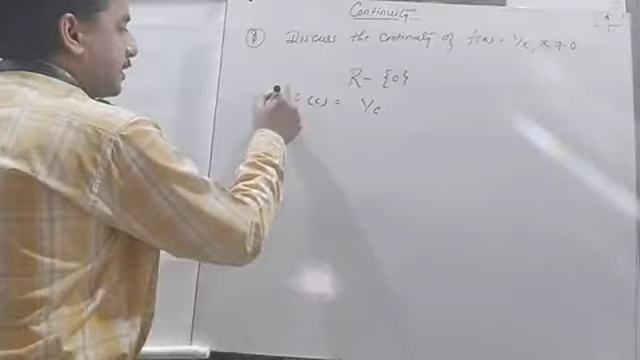 Continuity
Discuss the continuity of f(x) = 1/x, x ≠ 0
R - {0}
(c) = 1/c